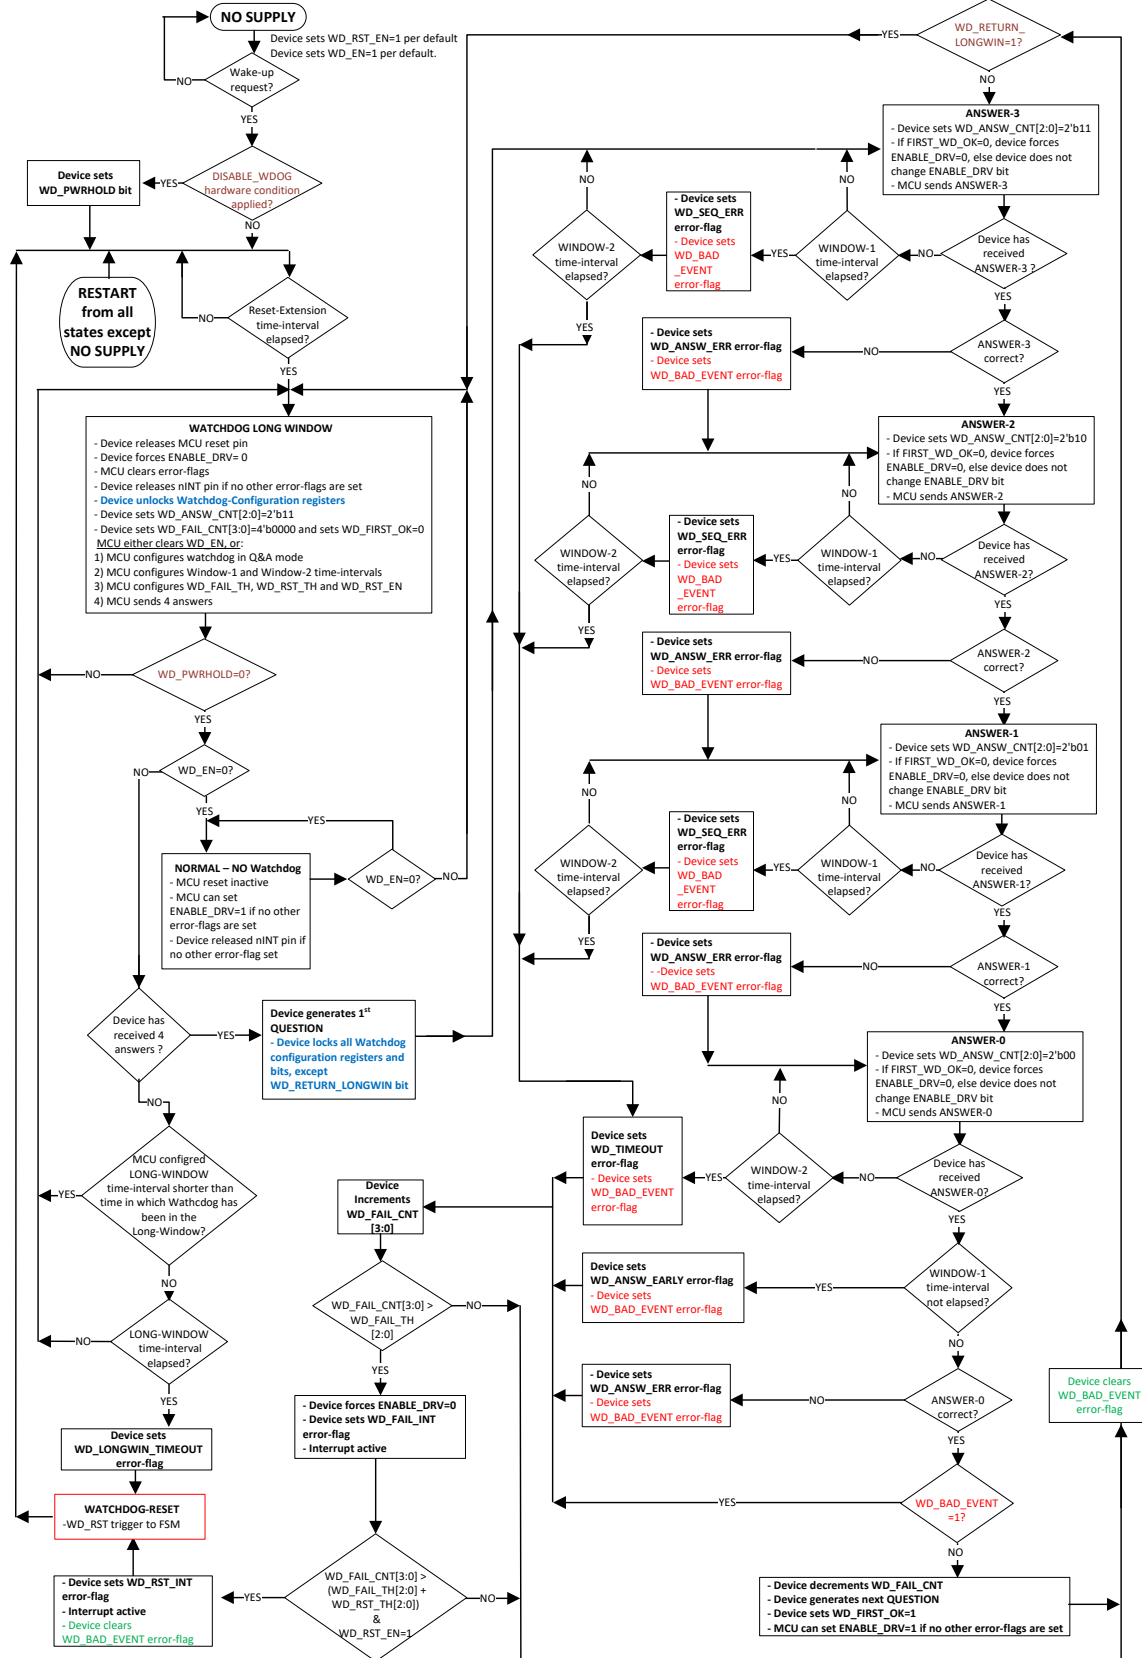 NO SUPPLY
Device sets WD_RST_EN=1 per default
Device sets WD_EN=1 per default.
Wake-up
request?
NO
YES
DISABLE_WDOG
hardware condition
applied?
YES
Device sets
WD_PWRHOLD bit
NO
RESTART
from all
states except
NO SUPPLY
Reset-Extension
time-interval
elapsed?
NO
YES
WATCHDOG LONG WINDOW
- Device releases MCU reset pin
- Device forces ENABLE_DRV= 0
- MCU clears error-flags
- Device releases nINT pin if no other error-flags are set
- Device unlocks Watchdog-Configuration registers
- Device sets WD_ANSW_CNT[2:0]=2'b11
- Device sets WD_FAIL_CNT[3:0]=4'b0000 and sets WD_FIRST_OK=0
MCU either clears WD_EN, or:
1) MCU configures watchdog in Q&A mode
2) MCU configures Window-1 and Window-2 time-intervals
3) MCU configures WD_FAIL_TH, WD_RST_TH and WD_RST_EN
4) MCU sends 4 answers
WD_PWRHOLD=0?
NO
YES
WD_EN=0?
NO
YES
YES
NORMAL – NO Watchdog
- MCU reset inactive
- MCU can set
ENABLE_DRV=1 if no other
error-flags are set
- Device released nINT pin if
no other error-flag set
WD_EN=0?
NO
Device has
received 4
answers ?
YES
Device generates 1st
QUESTION
- Device locks all Watchdog
configuration registers and
bits, except
WD_RETURN_LONGWIN bit
NO
MCU configred
LONG-WINDOW
time-interval shorter than
time in which Wathcdog has
been in the
Long-Window?
YES
NO
LONG-WINDOW
time-interval
elapsed?
NO
YES
Device sets
WD_LONGWIN_TIMEOUT
error-flag
WATCHDOG-RESET
-WD_RST trigger to FSM
- Device sets WD_RST_INT
error-flag
- Interrupt active
- Device clears
WD_BAD_EVENT error-flag
YES
WD_FAIL_CNT[3:0] >
(WD_FAIL_TH[2:0] +
WD_RST_TH[2:0])
&
WD_RST_EN=1
NO
Device
Increments
WD_FAIL_CNT
[3:0]
WD_FAIL_CNT[3:0] >
WD_FAIL_TH
[2:0]
NO
YES
- Device forces ENABLE_DRV=0
- Device sets WD_FAIL_INT
error-flag
- Interrupt active
WD_RETURN_
LONGWIN=1?
YES
NO
ANSWER-3
- Device sets WD_ANSW_CNT[2:0]=2'b11
- If FIRST_WD_OK=0, device forces
ENABLE_DRV=0, else device does not
change ENABLE_DRV bit
- MCU sends ANSWER-3
Device has
received
ANSWER-3 ?
NO
WINDOW-1
time-interval
elapsed?
NO
YES
- Device sets
WD_SEQ_ERR
error-flag
- Device sets
WD_BAD
_EVENT
error-flag
WINDOW-2
time-interval
elapsed?
NO
YES
YES
ANSWER-3
correct?
NO
- Device sets
WD_ANSW_ERR error-flag
- Device sets
WD_BAD_EVENT error-flag
YES
ANSWER-2
- Device sets WD_ANSW_CNT[2:0]=2'b10
- If FIRST_WD_OK=0, device forces
ENABLE_DRV=0, else device does not
change ENABLE_DRV bit
- MCU sends ANSWER-2
Device has
received
ANSWER-2?
NO
WINDOW-1
time-interval
elapsed?
NO
YES
- Device sets
WD_SEQ_ERR
error-flag
- Device sets
WD_BAD
_EVENT
error-flag
WINDOW-2
time-interval
elapsed?
NO
YES
YES
ANSWER-2
correct?
NO
- Device sets
WD_ANSW_ERR error-flag
- Device sets
WD_BAD_EVENT error-flag
YES
ANSWER-1
- Device sets WD_ANSW_CNT[2:0]=2'b01
- If FIRST_WD_OK=0, device forces
ENABLE_DRV=0, else device does not
change ENABLE_DRV bit
- MCU sends ANSWER-1
Device has
received
ANSWER-1?
NO
WINDOW-1
time-interval
elapsed?
NO
YES
- Device sets
WD_SEQ_ERR
error-flag
- Device sets
WD_BAD
_EVENT
error-flag
WINDOW-2
time-interval
elapsed?
NO
YES
YES
ANSWER-1
correct?
NO
- Device sets
WD_ANSW_ERR error-flag
- -Device sets
WD_BAD_EVENT error-flag
YES
ANSWER-0
- Device sets WD_ANSW_CNT[2:0]=2'b00
- If FIRST_WD_OK=0, device forces
ENABLE_DRV=0, else device does not
change ENABLE_DRV bit
- MCU sends ANSWER-0
Device has
received
ANSWER-0?
NO
WINDOW-2
time-interval
elapsed?
NO
YES
Device sets
WD_TIMEOUT
error-flag
- Device sets
WD_BAD_EVENT
error-flag
YES
WINDOW-1
time-interval
not elapsed?
YES
Device sets
WD_ANSW_EARLY error-flag
- Device sets
WD_BAD_EVENT error-flag
NO
ANSWER-0
correct?
NO
- Device sets
WD_ANSW_ERR error-flag
- Device sets
WD_BAD_EVENT error-flag
YES
WD_BAD_EVENT
=1?
YES
NO
- Device decrements WD_FAIL_CNT
- Device generates next QUESTION
- Device sets WD_FIRST_OK=1
- MCU can set ENABLE_DRV=1 if no other error-flags are set
Device clears
WD_BAD_EVENT
error-flag